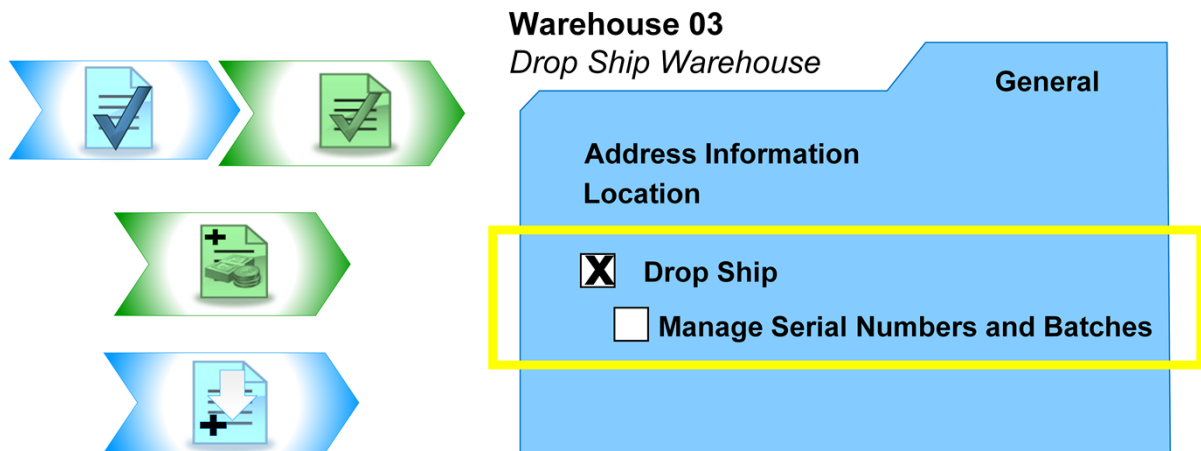 Warehouse 03
Drop Ship Warehouse
General
Address Information
Location
X Drop Ship
Manage Serial Numbers and Batches